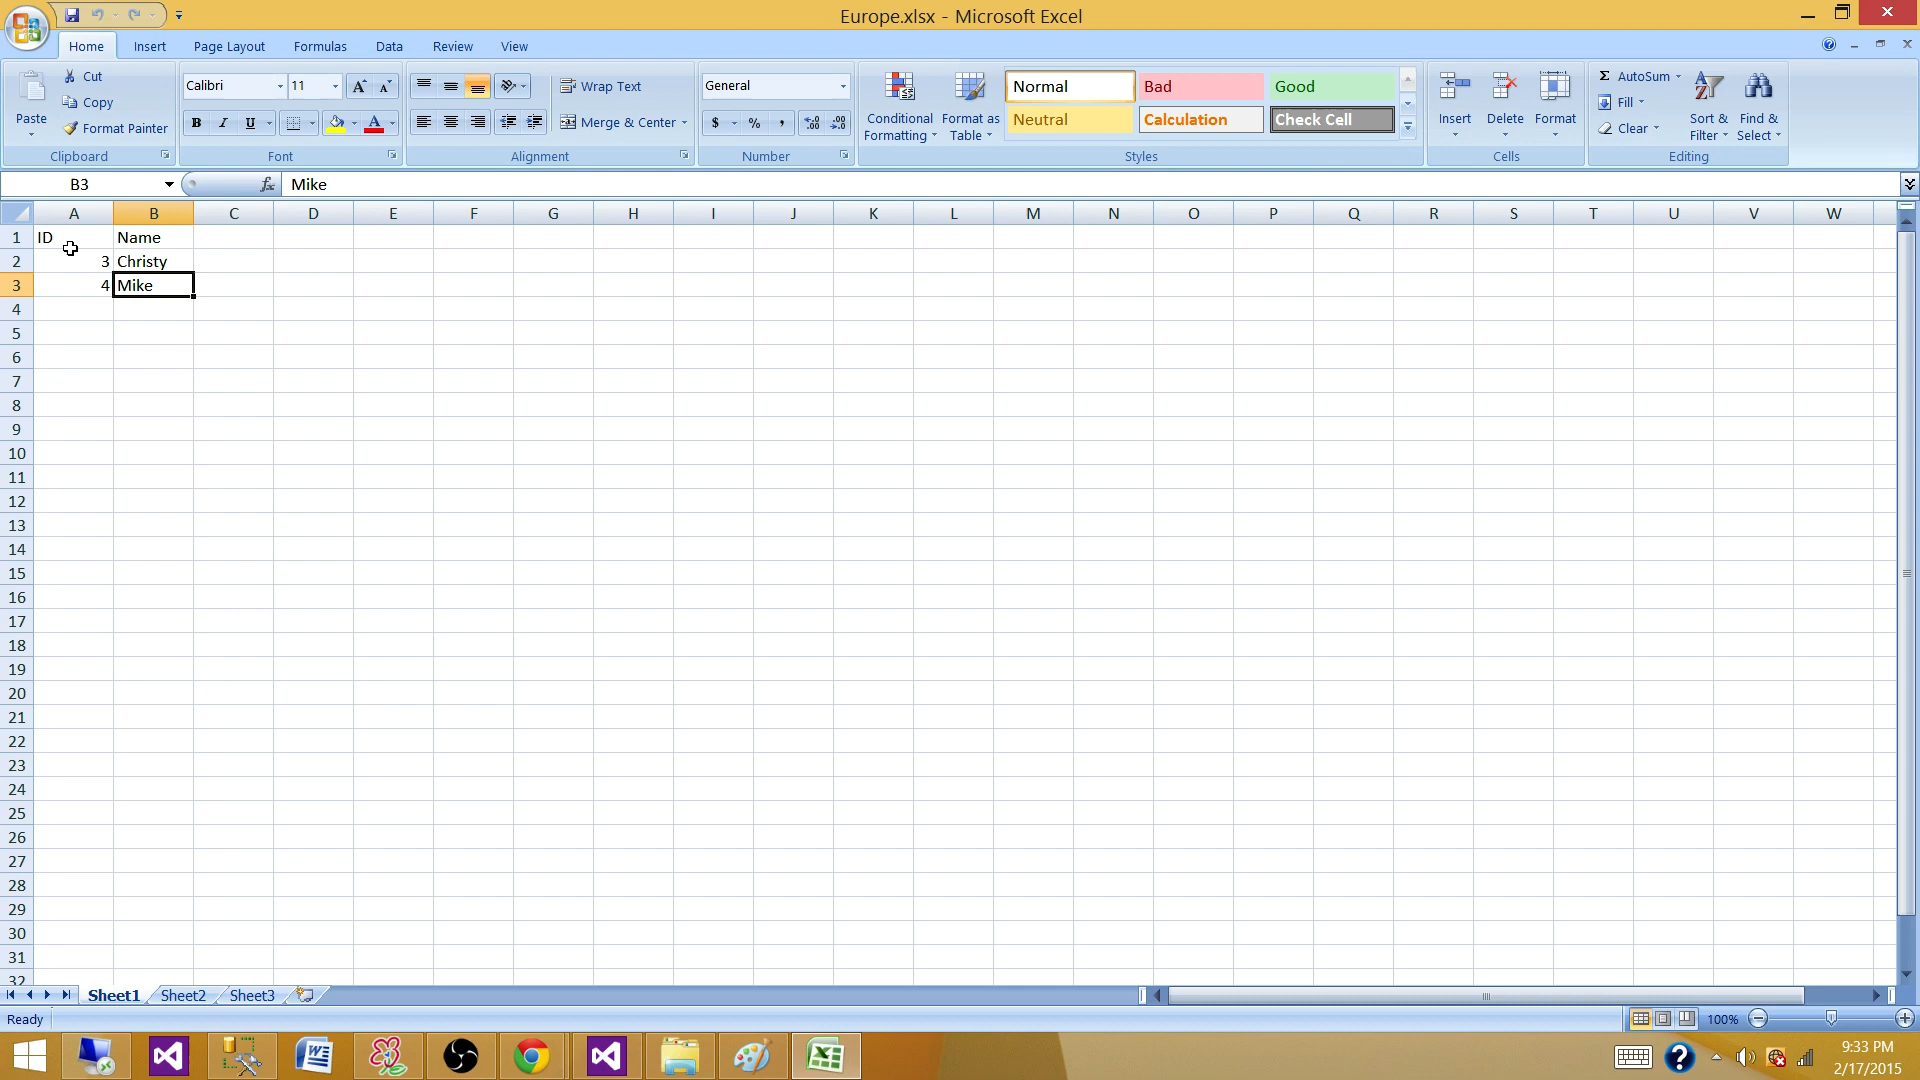 Europe.xlsx - Microsoft Excel
Home Insert Page Layout Formulas Data Review View
Paste Cut Copy Format Painter Clipboard
Calibri 11 B I U A Font
Wrap Text Merge & Center Alignment
General $ % , Number
Conditional Formatting Format as Table
Normal Bad Good
Neutral Calculation Check Cell
Styles
Insert Delete Format Cells
Σ AutoSum Fill Clear Sort & Filter Find & Select Editing
B3 fx Mike
A B C D E F G H I J K L M N O P Q R S T U V W
1 ID Name
2 3 Christy
3 4 Mike
4
5
6
7
8
9
10
11
12
13
14
15
16
17
18
19
20
21
22
23
24
25
26
27
28
29
30
31
32
Sheet1 Sheet2 Sheet3
Ready 100%
9:33 PM
2/17/2015